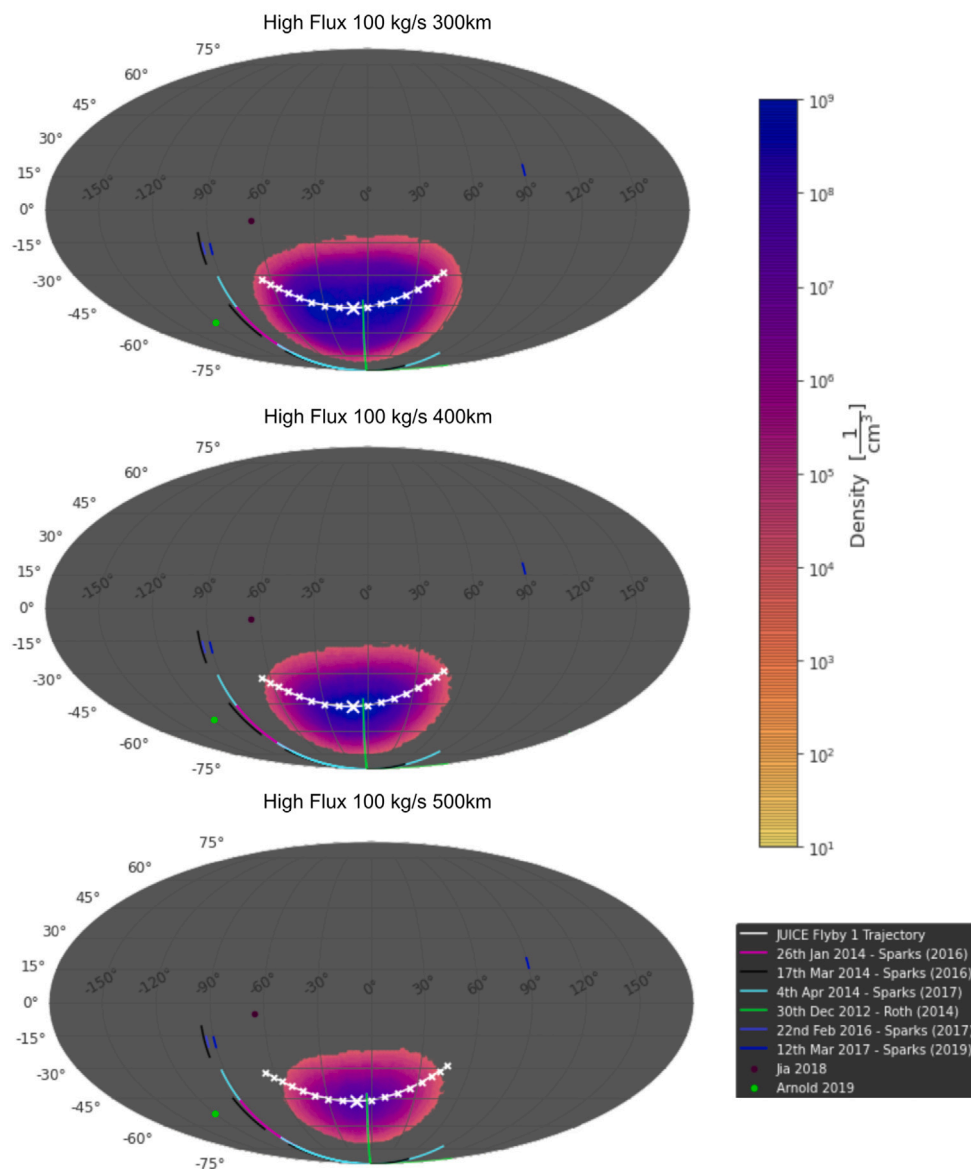 High Flux 100 kg/s 300km
75°
60°
45°
30°
15°
0°
-15°
-30°
-45°
-60°
-75°
-150° -120° -90° -60° -30° 0° 30° 60° 90° 120° 150°
High Flux 100 kg/s 400km
75°
60°
45°
30°
15°
0°
-15°
-30°
-45°
-60°
-75°
-150° -120° -90° -60° -30° 0° 30° 60° 90° 120° 150°
High Flux 100 kg/s 500km
75°
60°
45°
30°
15°
0°
-15°
-30°
-45°
-60°
-75°
-150° -120° -90° -60° -30° 0° 30° 60° 90° 120° 150°
10⁹
10⁸
10⁷
10⁶
10⁵
10⁴
10³
10²
10¹
Density [1/cm³]
JUICE Flyby 1 Trajectory
26th Jan 2014 - Sparks (2016)
17th Mar 2014 - Sparks (2016)
4th Apr 2014 - Sparks (2017)
30th Dec 2012 - Roth (2014)
22nd Feb 2016 - Sparks (2017)
12th Mar 2017 - Sparks (2019)
Jia 2018
Arnold 2019